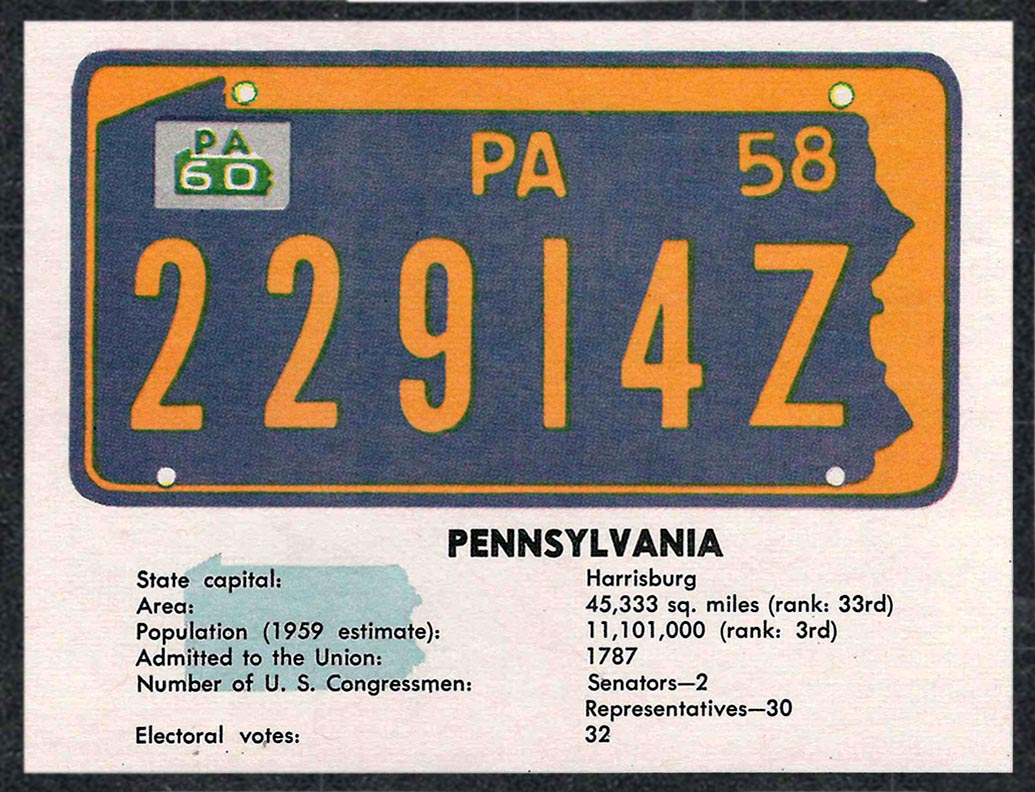 PA
60
PA 58
22914Z
PENNSYLVANIA
State capital: Harrisburg
Area: 45,333 sq. miles (rank: 33rd)
Population (1959 estimate): 11,101,000 (rank: 3rd)
Admitted to the Union: 1787
Number of U. S. Congressmen: Senators—2
Representatives—30
Electoral votes: 32